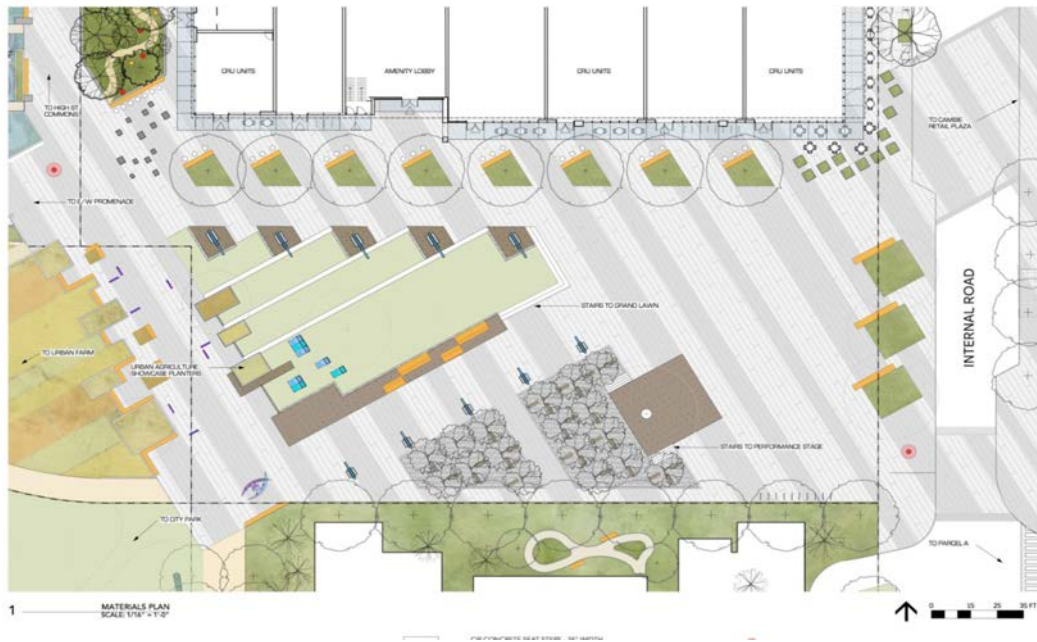 CRU UNITS
AMENITY LOBBY
CRU UNITS
CRU UNITS
TO HIGH ST
COMMONS
TO CAMBIE
RETAIL PLAZA
TO E/W PROMENADE
STAIRS TO GRAND LAWN
INTERNAL ROAD
TO URBAN FARM
URBAN AGRICULTURE
SHOWCASE PLANTERS
STAIRS TO PERFORMANCE STAGE
TO CITY PARK
TO PARCEL A
1
MATERIALS PLAN
SCALE: 1/16" = 1'-0"
0 15 25 35 FT